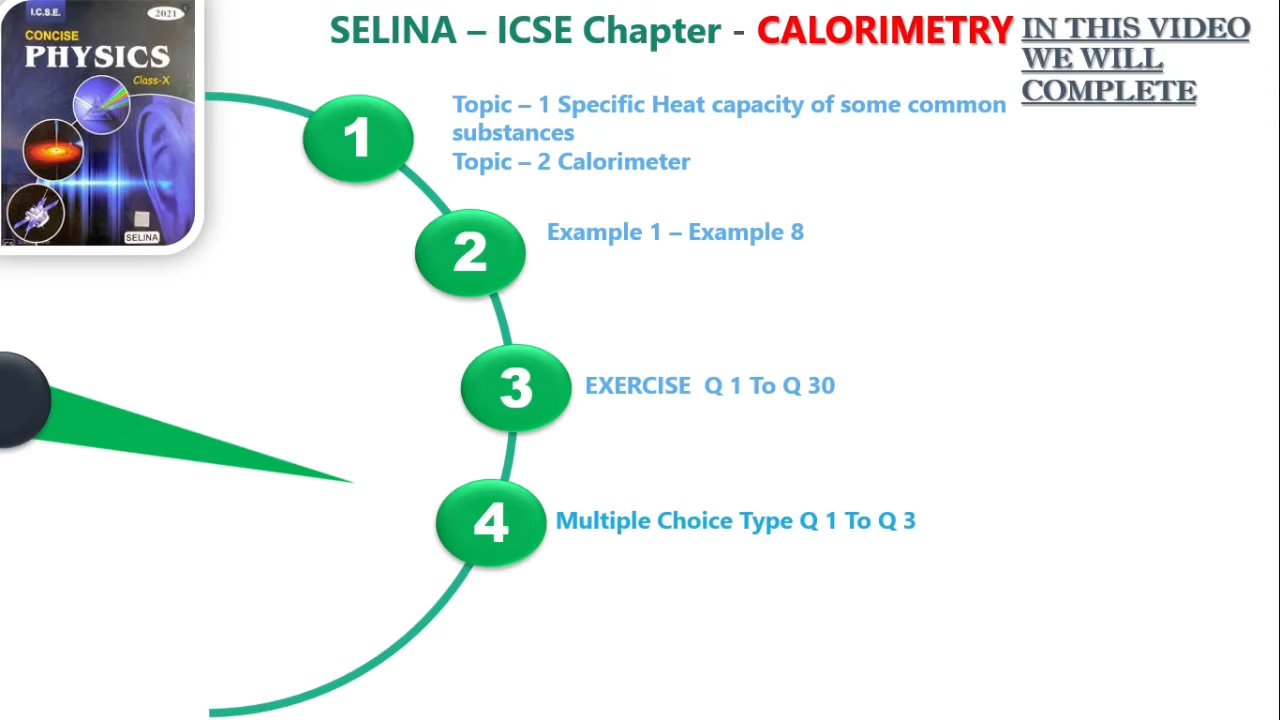 I.C.S.E.
2021
CONCISE
PHYSICS
Class-X
SELINA
SELINA – ICSE Chapter - CALORIMETRY
IN THIS VIDEO
WE WILL
COMPLETE
1
Topic – 1 Specific Heat capacity of some common
substances
Topic – 2 Calorimeter
2
Example 1 – Example 8
3
EXERCISE Q 1 To Q 30
4
Multiple Choice Type Q 1 To Q 3